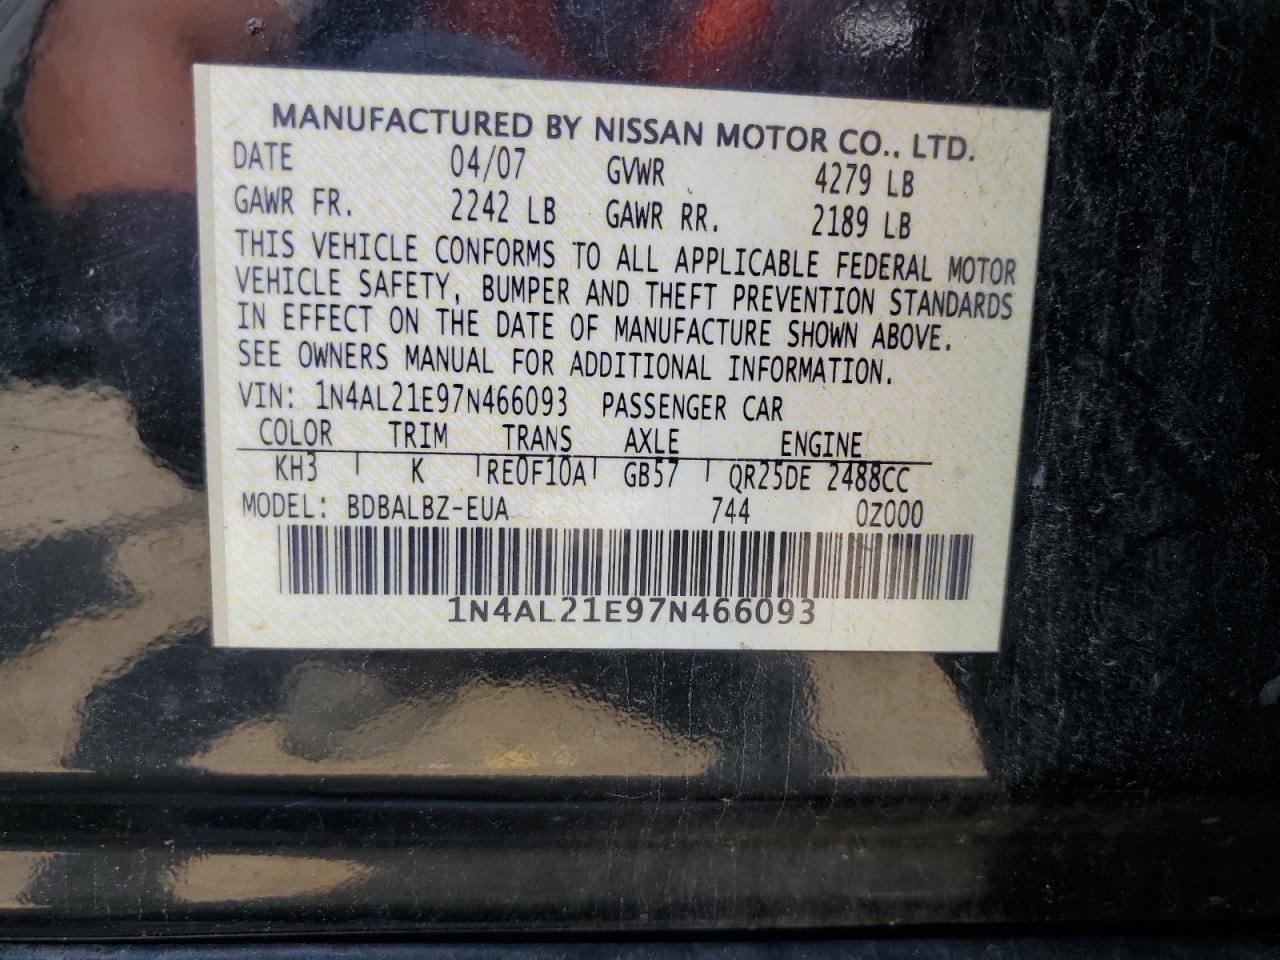 MANUFACTURED BY NISSAN MOTOR CO., LTD.
DATE 04/07 GVWR 4279 LB
GAWR FR. 2242 LB GAWR RR. 2189 LB
THIS VEHICLE CONFORMS TO ALL APPLICABLE FEDERAL MOTOR
VEHICLE SAFETY, BUMPER AND THEFT PREVENTION STANDARDS
IN EFFECT ON THE DATE OF MANUFACTURE SHOWN ABOVE.
SEE OWNERS MANUAL FOR ADDITIONAL INFORMATION.
VIN: 1N4AL21E97N466093 PASSENGER CAR
COLOR TRIM TRANS AXLE ENGINE
KH3 K RE0F10A GB57 QR25DE 2488CC
MODEL: BDBALBZ-EUA 744 0Z000
1N4AL21E97N466093